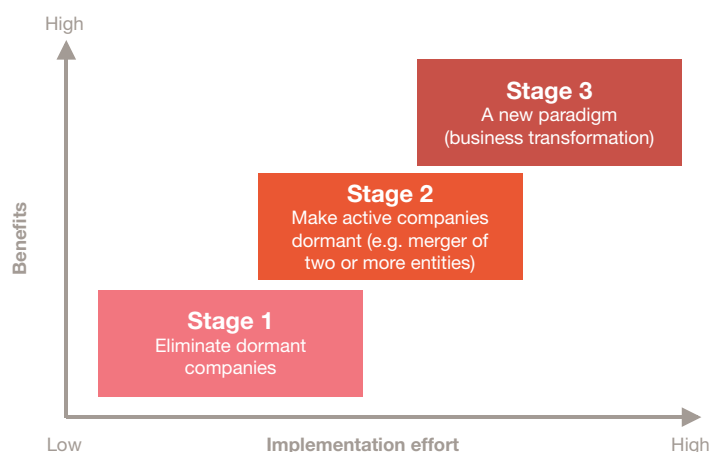 High
Stage 3
A new paradigm
(business transformation)
Stage 2
Make active companies
dormant (e.g. merger of
two or more entities)
Benefits
Stage 1
Eliminate dormant
companies
Low
Implementation effort
High